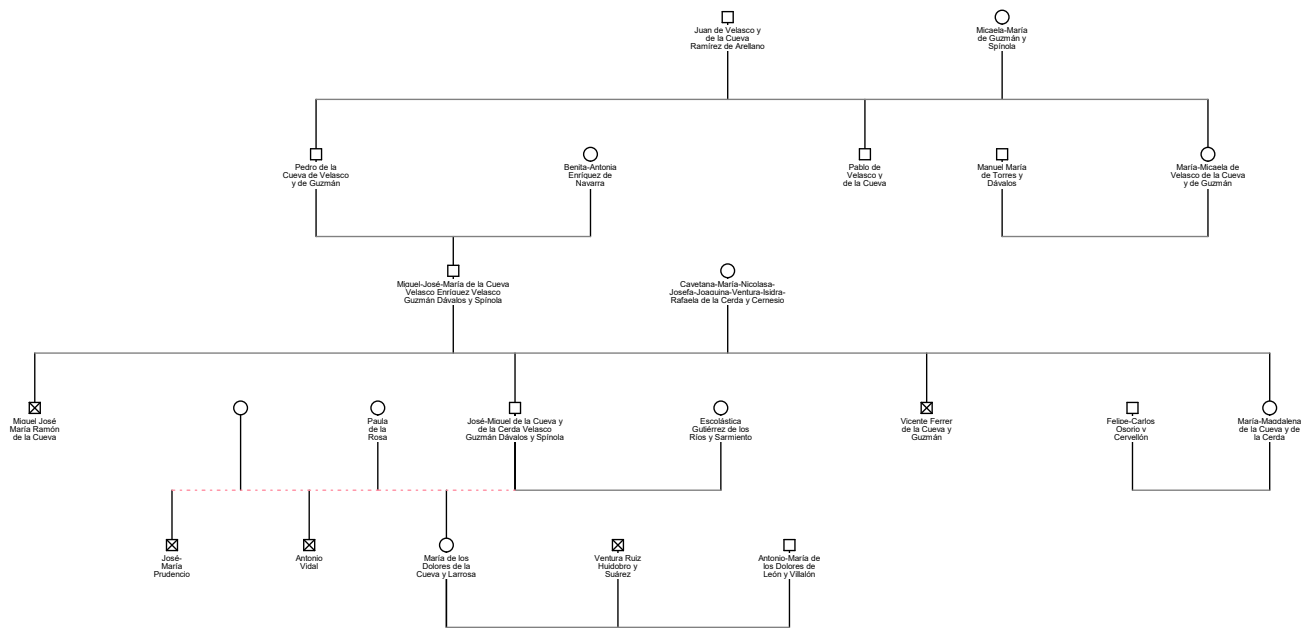 Juan de Velasco y
de la Cueva
Ramírez de Arellano
Micaela-María
de Guzmán y
Spínola
Pedro de la
Cueva de Velasco
y de Guzmán
Benita-Antonia
Enríquez de
Navarra
Pablo de
Velasco y
de la Cueva
Manuel María
de Torres y
Dávalos
María-Micaela de
Velasco de la Cueva
y de Guzmán
Miguel-José-María de la Cueva
Velasco Enríquez Velasco
Guzmán Dávalos y Spínola
Cayetana-María-Nicolasa-
Josefa-Joaquina-Ventura-Isidra-
Rafaela de la Cerda y Cernesio
Miguel José
María Ramón
de la Cueva
Paula
de la
Rosa
José-Miguel de la Cueva y
de la Cerda Velasco
Guzmán Dávalos y Spínola
Escolástica
Gutiérrez de los
Ríos y Sarmiento
Vicente Ferrer
de la Cueva y
Guzmán
Felipe-Carlos
Osorio y
Cervellón
María-Magdalena
de la Cueva y de
la Cerda
José-
María
Prudencio
Antonio
Vidal
María de los
Dolores de la
Cueva y Larrosa
Ventura Ruiz
Huidobro y
Suárez
Antonio-María de
los Dolores de
León y Villalón